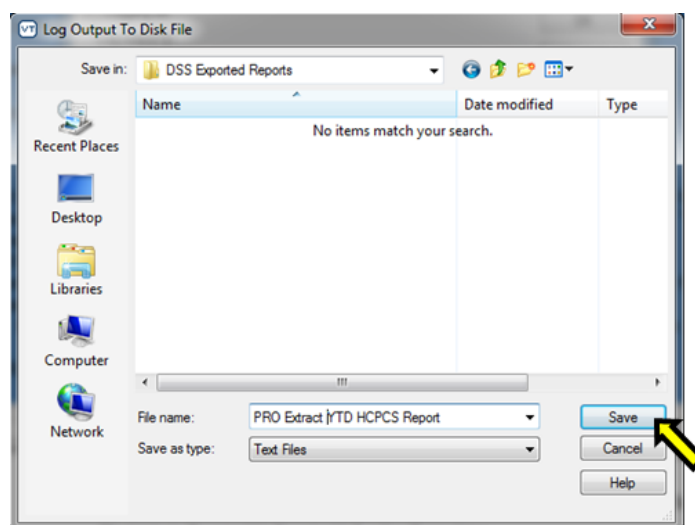 VT Log Output To Disk File
Save in: DSS Exported Reports
Name Date modified Type
No items match your search.
Recent Places
Desktop
Libraries
Computer
Network
File name: PRO Extract YTD HCPCS Report Save
Save as type: Text Files Cancel
Help